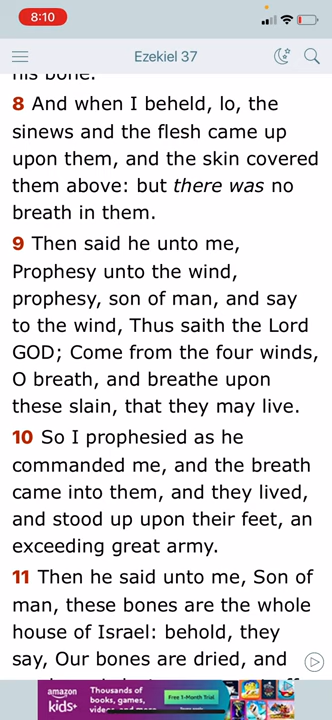 8:10
Ezekiel 37
his bone.
8 And when I beheld, lo, the
sinews and the flesh came up
upon them, and the skin covered
them above: but there was no
breath in them.
9 Then said he unto me,
Prophesy unto the wind,
prophesy, son of man, and say
to the wind, Thus saith the Lord
GOD; Come from the four winds,
O breath, and breathe upon
these slain, that they may live.
10 So I prophesied as he
commanded me, and the breath
came into them, and they lived,
and stood up upon their feet, an
exceeding great army.
11 Then he said unto me, Son of
man, these bones are the whole
house of Israel: behold, they
say, Our bones are dried, and
amazon
kids+
Thousands of
books, games,
Free 1-Month Trial